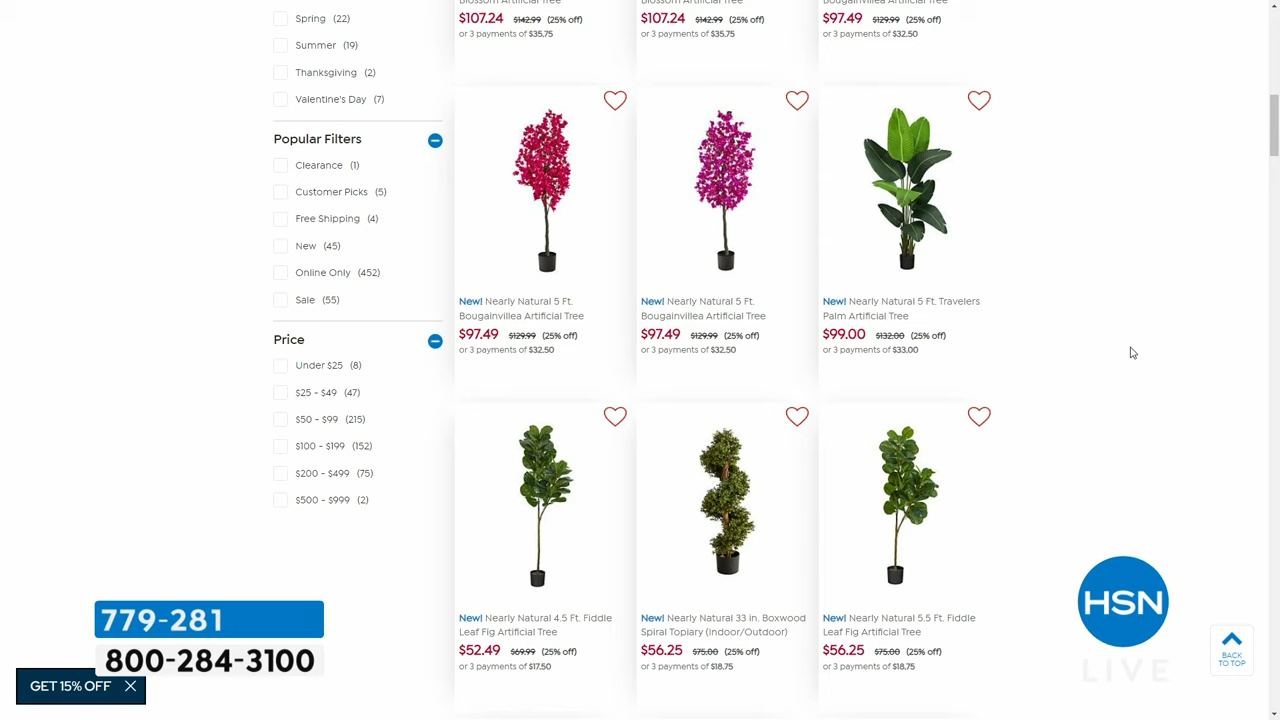 Spring (22)
Summer (19)
Thanksgiving (2)
Valentine's Day (7)
Popular Filters
Clearance (1)
Customer Picks (5)
Free Shipping (4)
New (45)
Online Only (452)
Sale (55)
Price
Under $25 (8)
$25 - $49 (47)
$50 - $99 (215)
$100 - $199 (152)
$200 - $499 (75)
$500 - $999 (2)
Blossom Artificial Tree
$107.24 $142.99 (25% off)
or 3 payments of $35.75
Blossom Artificial Tree
$107.24 $142.99 (25% off)
or 3 payments of $35.75
Bougainvillea Artificial Tree
$97.49 $129.99 (25% off)
or 3 payments of $32.50
New! Nearly Natural 5 Ft.
Bougainvillea Artificial Tree
$97.49 $129.99 (25% off)
or 3 payments of $32.50
New! Nearly Natural 5 Ft.
Bougainvillea Artificial Tree
$97.49 $129.99 (25% off)
or 3 payments of $32.50
New! Nearly Natural 5 Ft. Travelers
Palm Artificial Tree
$99.00 $132.00 (25% off)
or 3 payments of $33.00
New! Nearly Natural 4.5 Ft. Fiddle
Leaf Fig Artificial Tree
$52.49 $69.99 (25% off)
or 3 payments of $17.50
New! Nearly Natural 33 in. Boxwood
Spiral Topiary (Indoor/Outdoor)
$56.25 $75.00 (25% off)
or 3 payments of $18.75
New! Nearly Natural 5.5 Ft. Fiddle
Leaf Fig Artificial Tree
$56.25 $75.00 (25% off)
or 3 payments of $18.75
779-281
800-284-3100
GET 15% OFF
HSN
LIVE
BACK
TO TOP